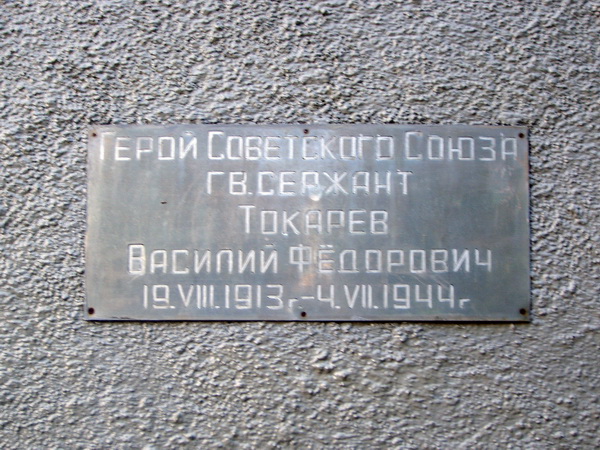 Герой Советского Союза
гв. сержант
Токарев
Василий Фёдорович
19.VIII.1913г.-4.VII.1944г.